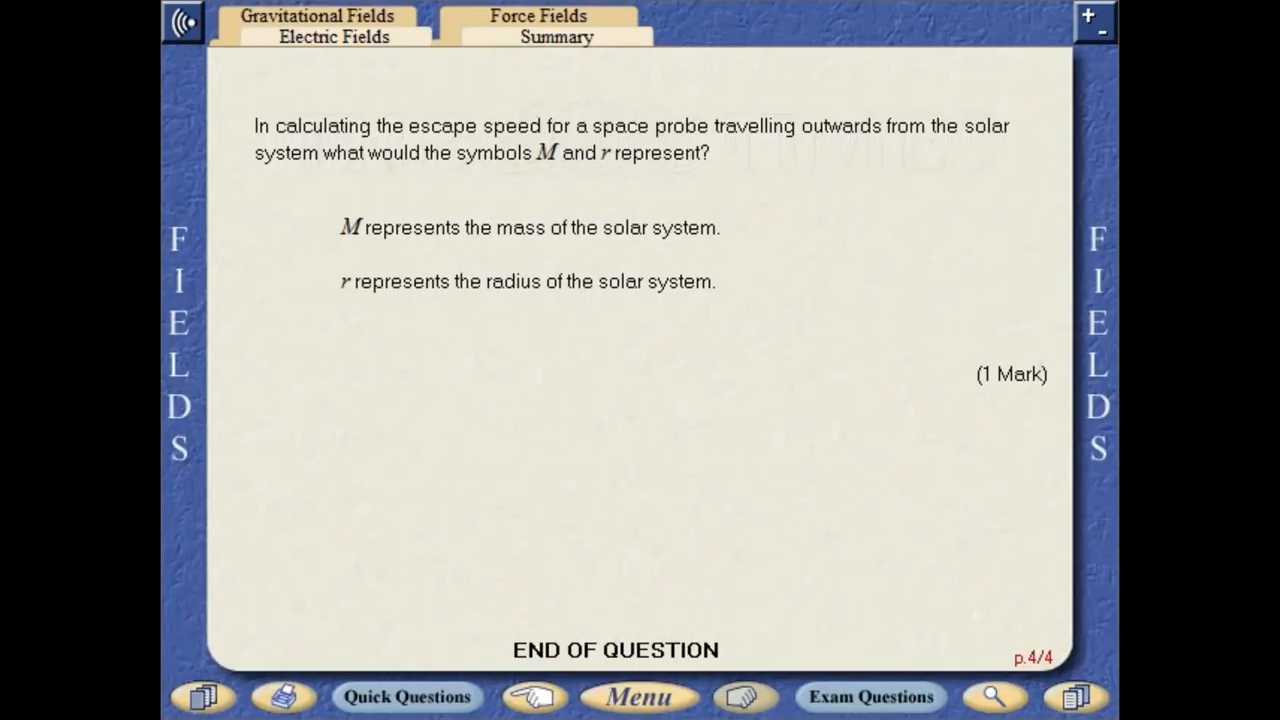 Gravitational Fields
Force Fields
Electric Fields
Summary
+
-
In calculating the escape speed for a space probe travelling outwards from the solar
system what would the symbols M and r represent?
M represents the mass of the solar system.
r represents the radius of the solar system.
(1 Mark)
FIELDS
FIELDS
END OF QUESTION
p.4/4
Quick Questions
Menu
Exam Questions